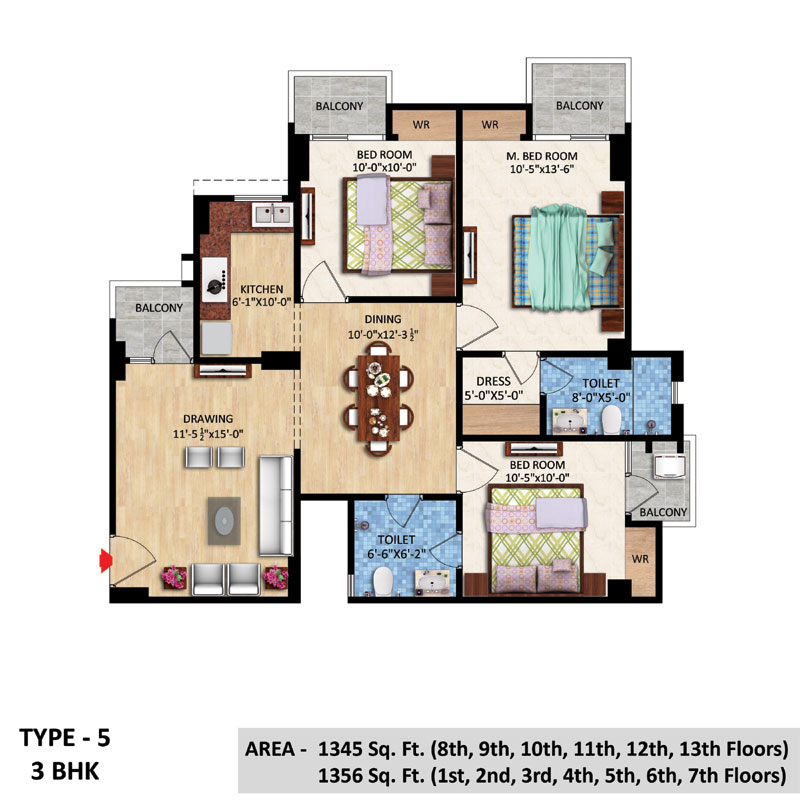 BALCONY
WR
WR
BALCONY
BED ROOM
10'-0"x10'-0"
M. BED ROOM
10'-5"x13'-6"
KITCHEN
6'-1"X10'-0"
BALCONY
DINING
10'-0"x12'-3 ½"
DRAWING
11'-5 ½"x15'-0"
DRESS
5'-0"X5'-0"
TOILET
8'-0"X5'-0"
BED ROOM
10'-5"x10'-0"
BALCONY
TOILET
6'-6"X6'-2"
WR
TYPE - 5
3 BHK
AREA - 1345 Sq. Ft. (8th, 9th, 10th, 11th, 12th, 13th Floors)
1356 Sq. Ft. (1st, 2nd, 3rd, 4th, 5th, 6th, 7th Floors)